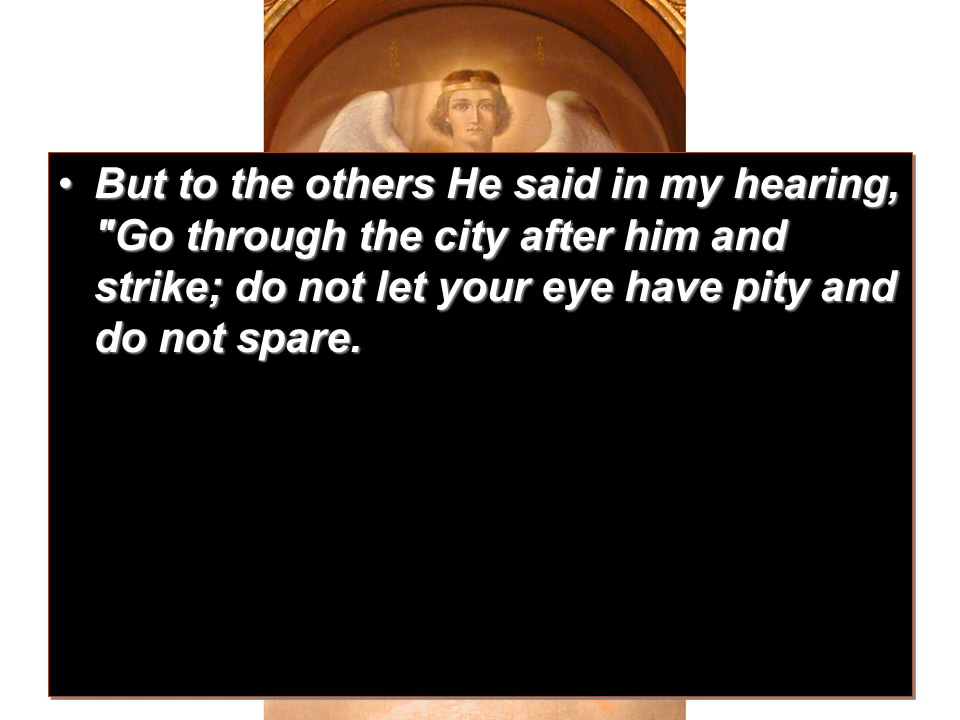 • But to the others He said in my hearing,
"Go through the city after him and
strike; do not let your eye have pity and
do not spare.